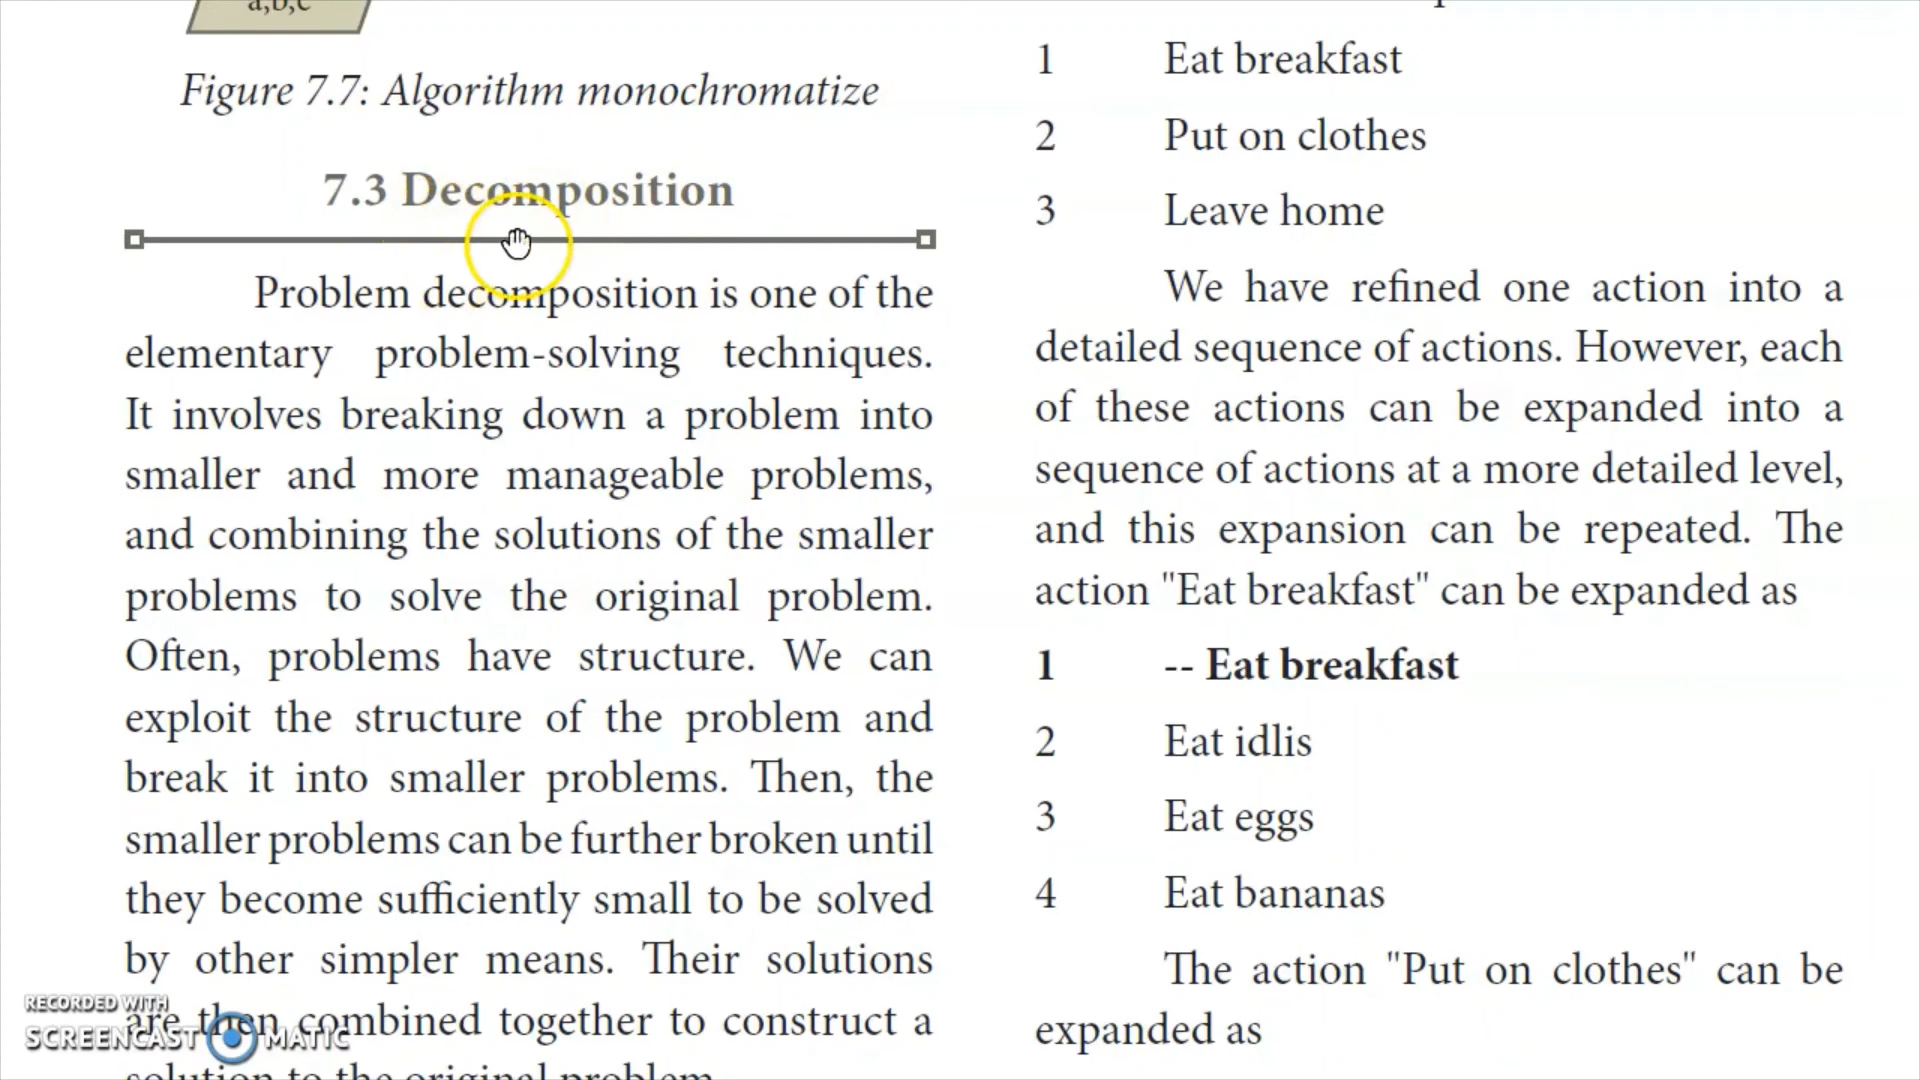 a,b,c
Figure 7.7: Algorithm monochromatize
7.3 Decomposition
Problem decomposition is one of the
elementary problem-solving techniques.
It involves breaking down a problem into
smaller and more manageable problems,
and combining the solutions of the smaller
problems to solve the original problem.
Often, problems have structure. We can
exploit the structure of the problem and
break it into smaller problems. Then, the
smaller problems can be further broken until
they become sufficiently small to be solved
by other simpler means. Their solutions
are then combined together to construct a
solution to the original problem.
1 Eat breakfast
2 Put on clothes
3 Leave home
We have refined one action into a
detailed sequence of actions. However, each
of these actions can be expanded into a
sequence of actions at a more detailed level,
and this expansion can be repeated. The
action "Eat breakfast" can be expanded as
1 -- Eat breakfast
2 Eat idlis
3 Eat eggs
4 Eat bananas
The action "Put on clothes" can be
expanded as
RECORDED WITH
SCREENCAST MATIC